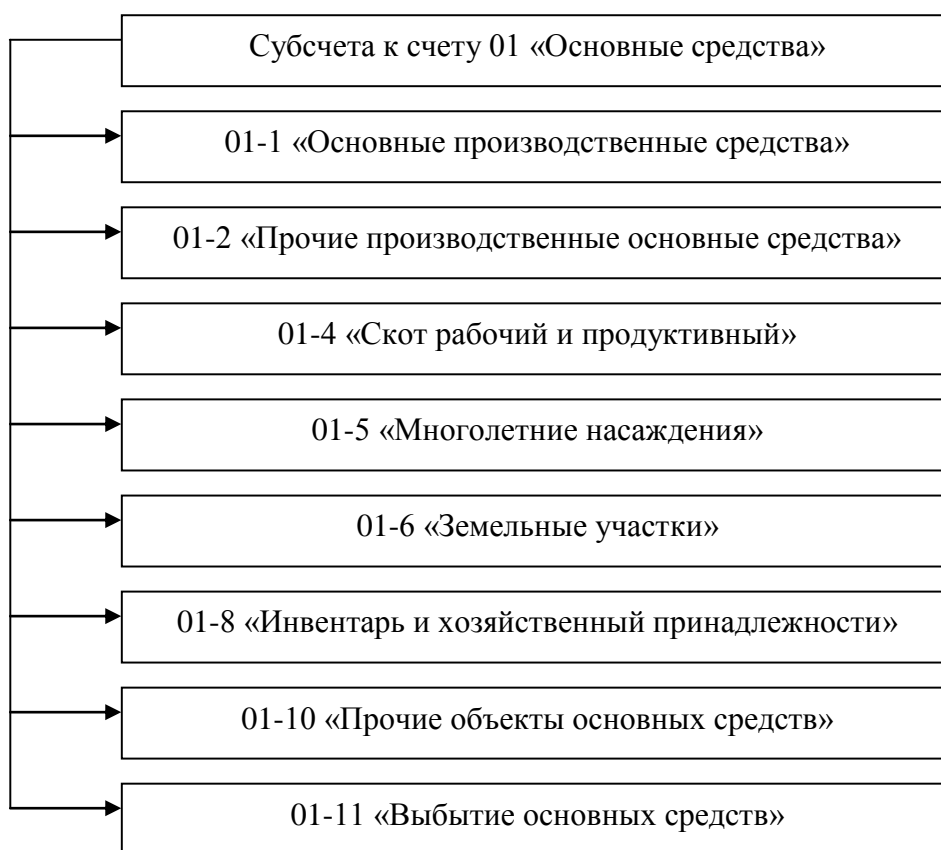 Субсчета к счету 01 «Основные средства»
01-1 «Основные производственные средства»
01-2 «Прочие производственные основные средства»
01-4 «Скот рабочий и продуктивный»
01-5 «Многолетние насаждения»
01-6 «Земельные участки»
01-8 «Инвентарь и хозяйственный принадлежности»
01-10 «Прочие объекты основных средств»
01-11 «Выбытие основных средств»